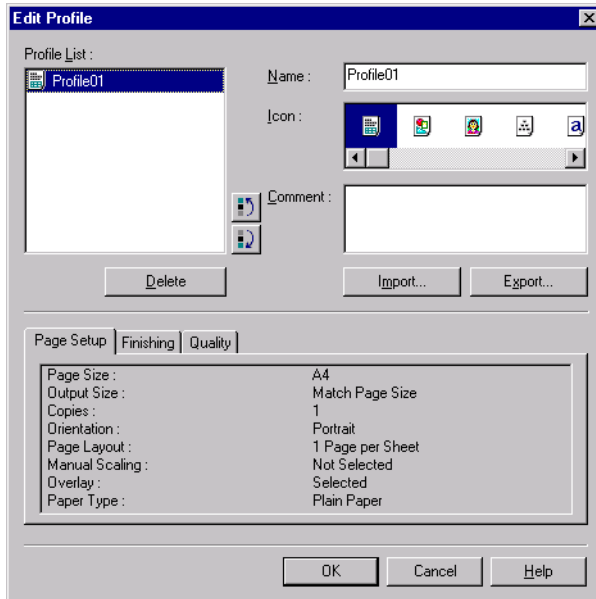 Edit Profile
Profile List :
Profile01
Name :
Profile01
Icon :
a
Comment :
Delete
Import...
Export...
Page Setup
Finishing
Quality
Page Size : A4
Output Size : Match Page Size
Copies : 1
Orientation : Portrait
Page Layout : 1 Page per Sheet
Manual Scaling : Not Selected
Overlay : Selected
Paper Type : Plain Paper
OK
Cancel
Help